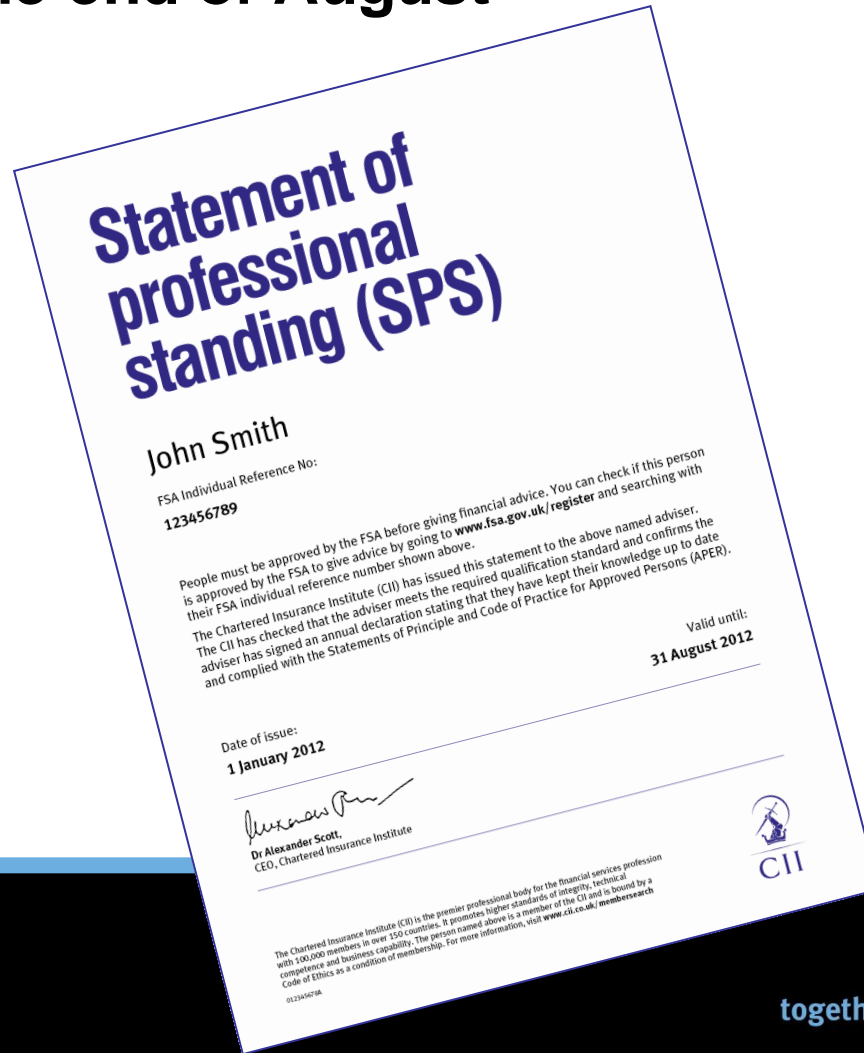 end of August
Statement of
professional
standing (SPS)
John Smith
FSA Individual Reference No:
123456789
People must be approved by the FSA before giving financial advice. You can check if this person
is approved by the FSA to give advice by going to www.fsa.gov.uk/register and searching with
their FSA individual reference number shown above.
The Chartered Insurance Institute (CII) has issued this statement to the above named adviser.
The CII has checked that the adviser meets the required qualification standard and confirms the
adviser has signed an annual declaration stating that they have kept their knowledge up to date
and complied with the Statements of Principle and Code of Practice for Approved Persons (APER).
Valid until:
31 August 2012
Date of issue:
1 January 2012
Dr Alexander Scott,
CEO, Chartered Insurance Institute
CII
The Chartered Insurance Institute (CII) is the premier professional body for the financial services profession
with 100,000 members in over 150 countries. It promotes higher standards of integrity, technical
competence and business capability. The person named above is a member of the CII and is bound by a
Code of Ethics as a condition of membership. For more information, visit www.cii.co.uk/membersearch
012345678A
togeth